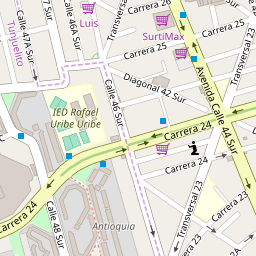 Luis
SurtiMax
Tunjuelito
Calle 47A Sur
Calle 46A Sur
Transversal 23
Carrera 25
Carrera 24
Diagonal 42 Sur
Avenida Calle 44 Sur
IED Rafael
Uribe Uribe
Calle 46 Sur
Carrera 24
Carrera 24
Transversal 23
Transversal 23
Carrera 24
Calle 48 Sur
Antioquia
Carrera 23